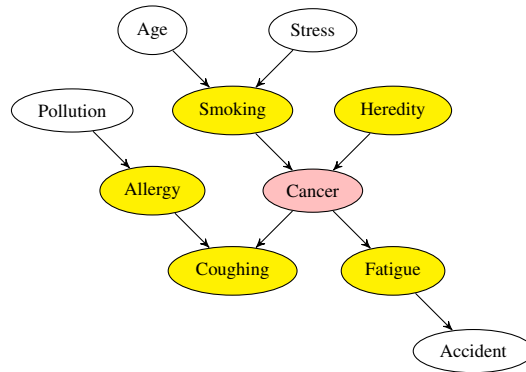 Age
Stress
Pollution
Smoking
Heredity
Allergy
Cancer
Coughing
Fatigue
Accident